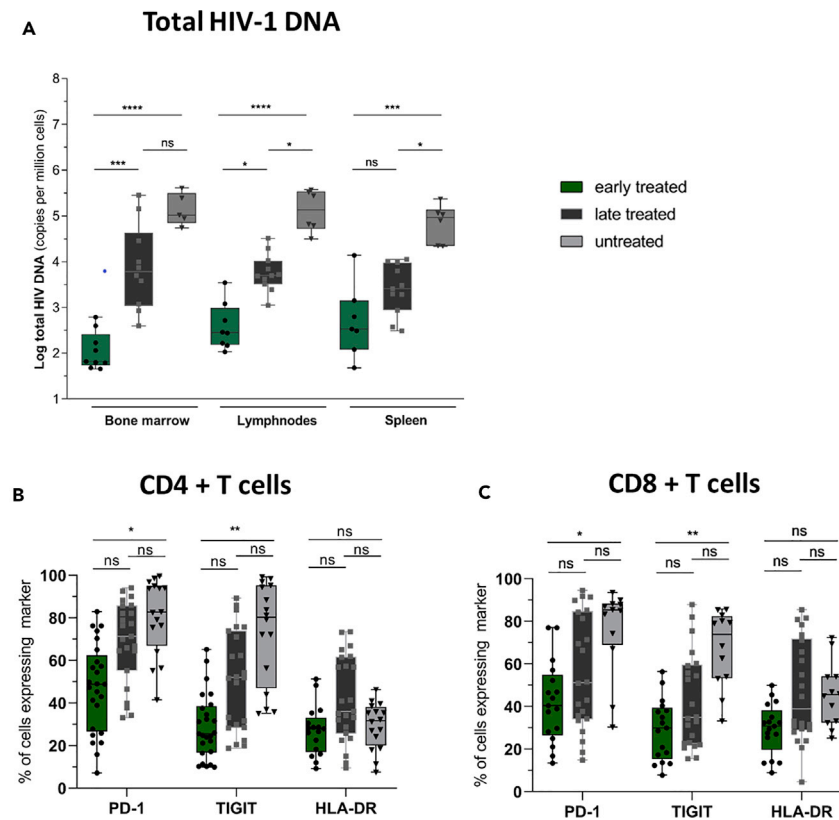 A
Total HIV-1 DNA
Log total HIV DNA (copies per million cells)
8
7
6
5
4
3
2
1
****
****
***
***
ns
*
*
ns
*
Bone marrow
Lymphnodes
Spleen
early treated
late treated
untreated
B
CD4 + T cells
% of cells expressing marker
100
80
60
40
20
0
*
**
ns
ns
ns
ns
ns
ns
ns
PD-1
TIGIT
HLA-DR
C
CD8 + T cells
% of cells expressing marker
100
80
60
40
20
0
*
**
ns
ns
ns
ns
ns
ns
ns
PD-1
TIGIT
HLA-DR